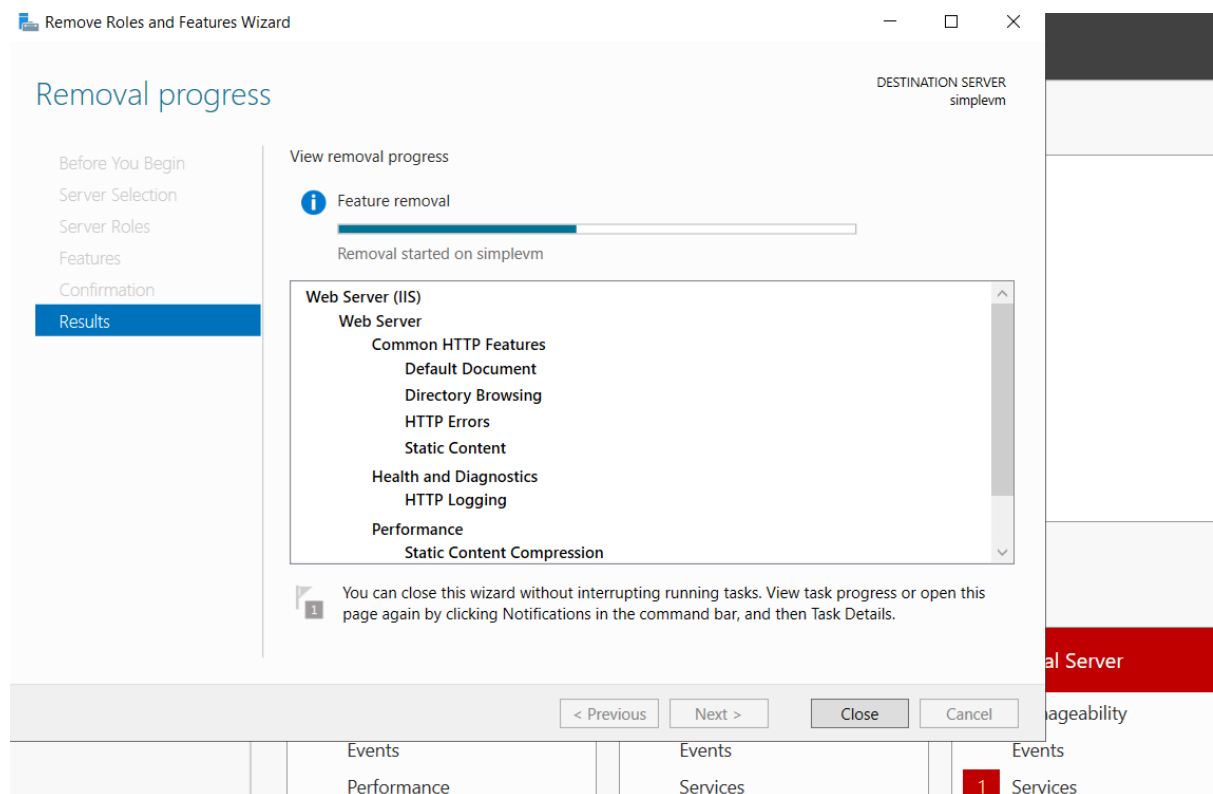 Remove Roles and Features Wizard
Removal progress
DESTINATION SERVER
simplevm
Before You Begin
Server Selection
Server Roles
Features
Confirmation
Results
View removal progress
Feature removal
Removal started on simplevm
Web Server (IIS)
Web Server
Common HTTP Features
Default Document
Directory Browsing
HTTP Errors
Static Content
Health and Diagnostics
HTTP Logging
Performance
Static Content Compression
1
You can close this wizard without interrupting running tasks. View task progress or open this
page again by clicking Notifications in the command bar, and then Task Details.
< Previous
Next >
Close
Cancel
al Server
ageability
Events
Events
Events
Performance
Services
1 Services